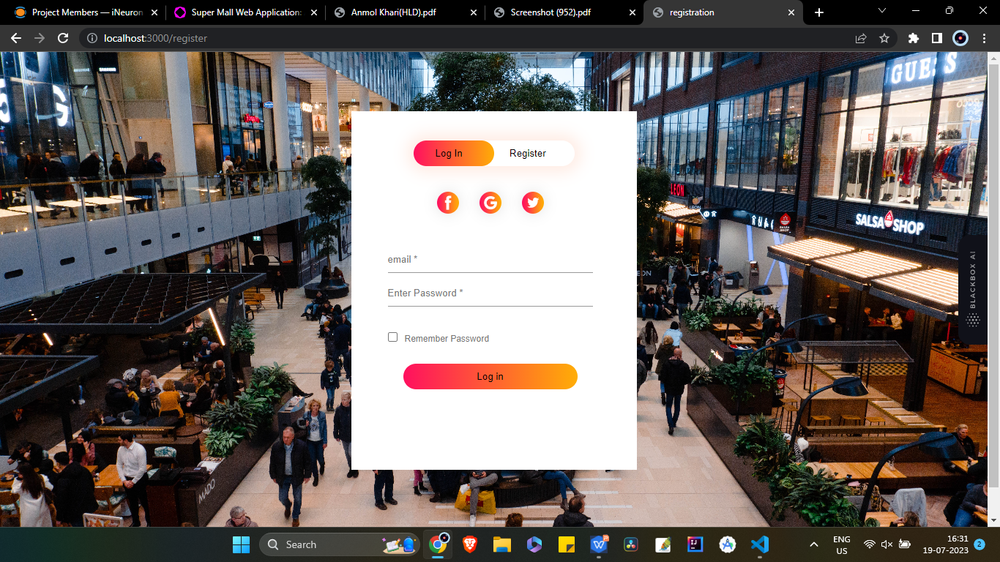 Project Members — iNeuron
Super Mall Web Application:
Anmol Khari(HLD).pdf
Screenshot (952).pdf
registration
localhost:3000/register
GUESS
SALSA SHOP
LEON
MADO
Log In
Register
email *
Enter Password *
Remember Password
Log in
BLACKBOX AI
Search
ENG
US
16:31
19-07-2023
2